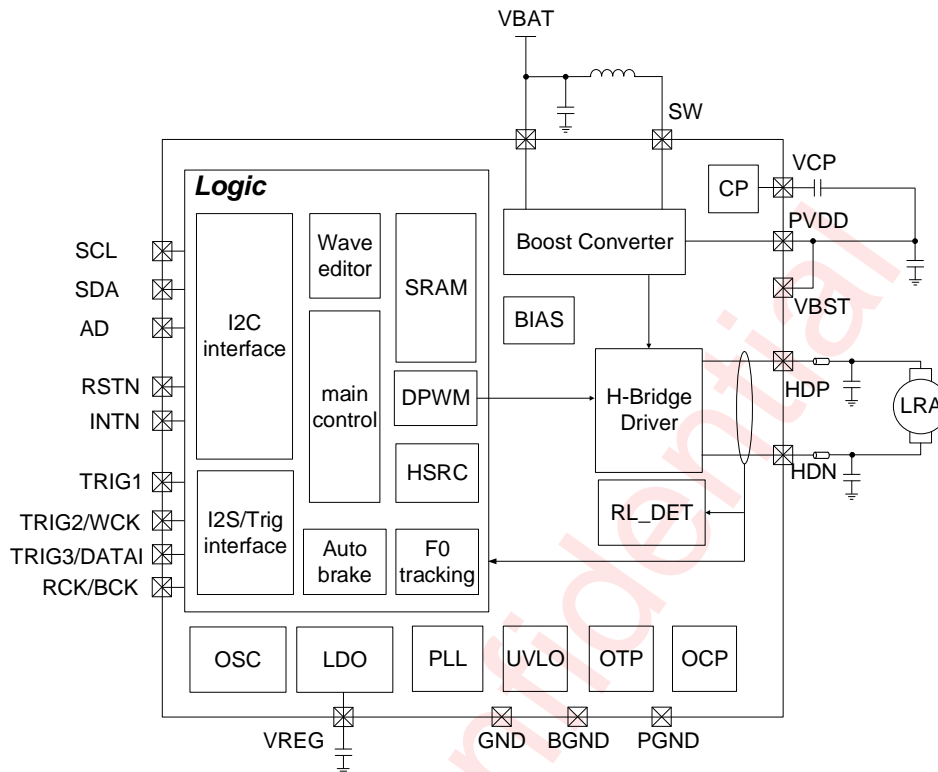 VBAT
SW
Logic
CP
VCP
Wave
editor
SRAM
Boost Converter
PVDD
SCL
SDA
AD
I2C
interface
BIAS
VBST
RSTN
INTN
main
control
DPWM
H-Bridge
Driver
HDP
LRA
HSRC
HDN
TRIG1
TRIG2/WCK
TRIG3/DATAI
RCK/BCK
I2S/Trig
interface
RL_DET
Auto
brake
F0
tracking
OSC
LDO
PLL
UVLO
OTP
OCP
VREG
GND
BGND
PGND
nfidential